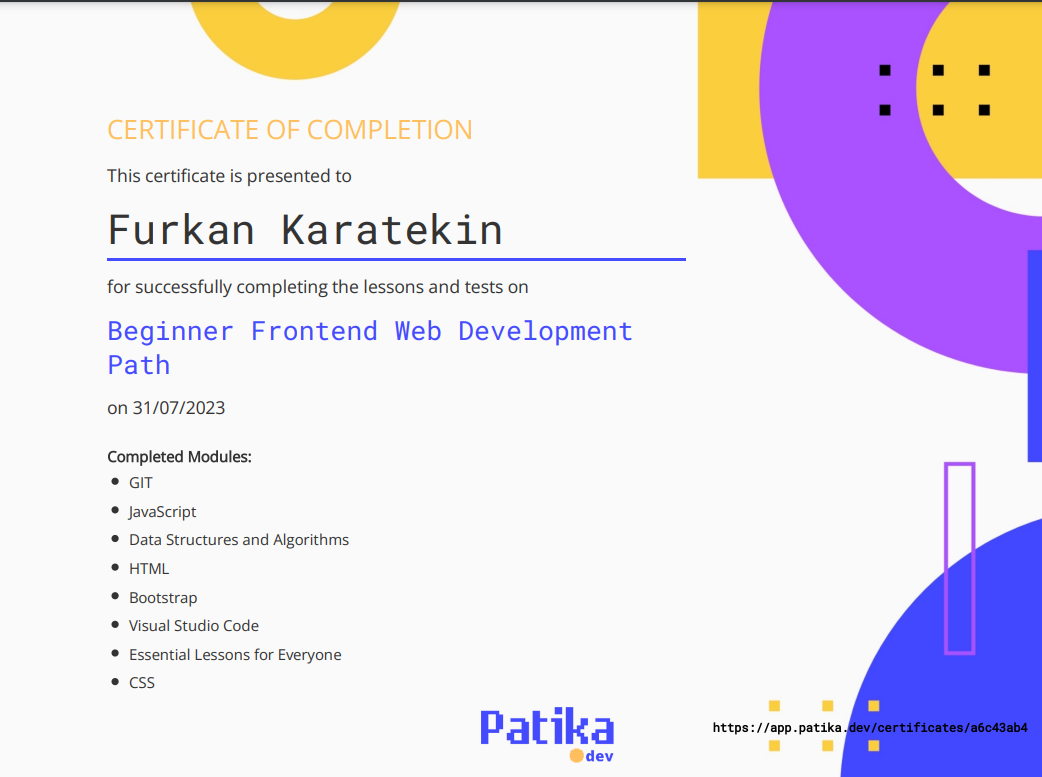 CERTIFICATE OF COMPLETION
This certificate is presented to
Furkan Karatekin
for successfully completing the lessons and tests on
Beginner Frontend Web Development
Path
on 31/07/2023
Completed Modules:
• GIT
• JavaScript
• Data Structures and Algorithms
• HTML
• Bootstrap
• Visual Studio Code
• Essential Lessons for Everyone
• CSS
Patika
dev
https://app.patika.dev/certificates/a6c43ab4